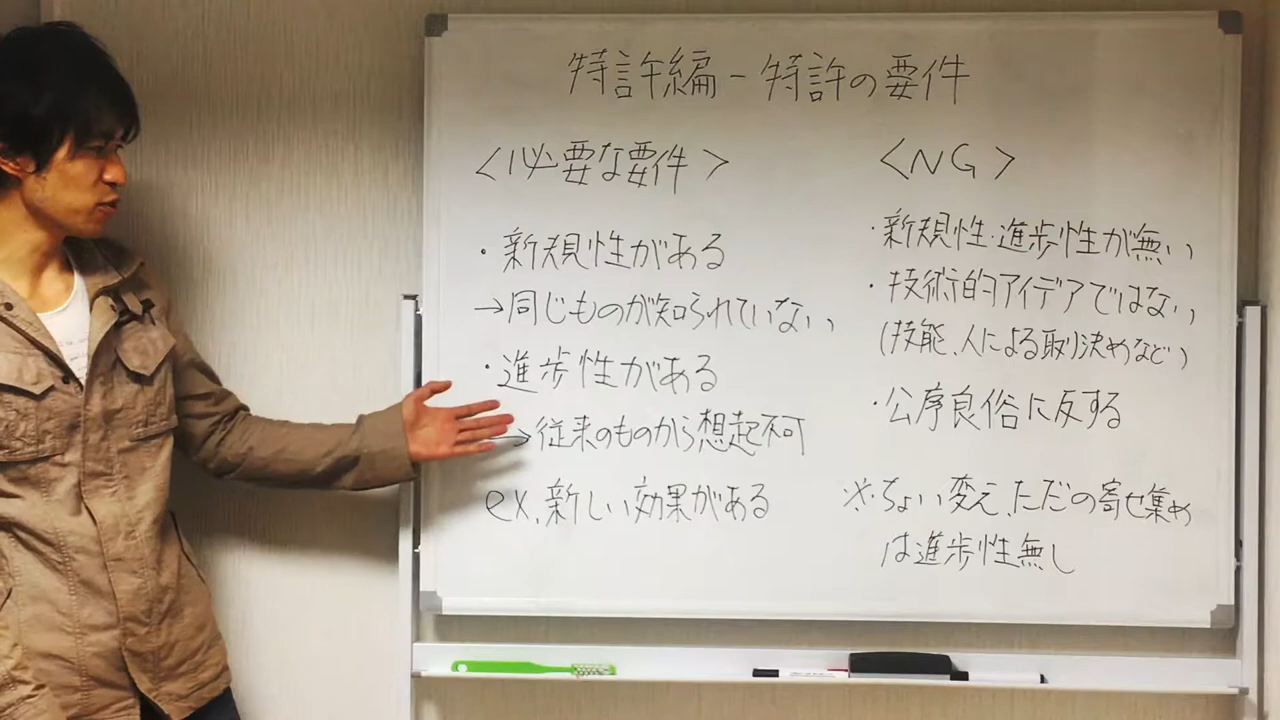 特許編-特許の要件
<必要な要件>
・新規性がある
→同じものが知られていない
・進歩性がある
→従来のものから想起不可
ex.新しい効果がある
<NG>
・新規性・進歩性が無い
・技術的アイデアではない
(技能、人による取り決めなど)
・公序良俗に反する
※・ちょい変え、ただの寄せ集め
は進歩性無し